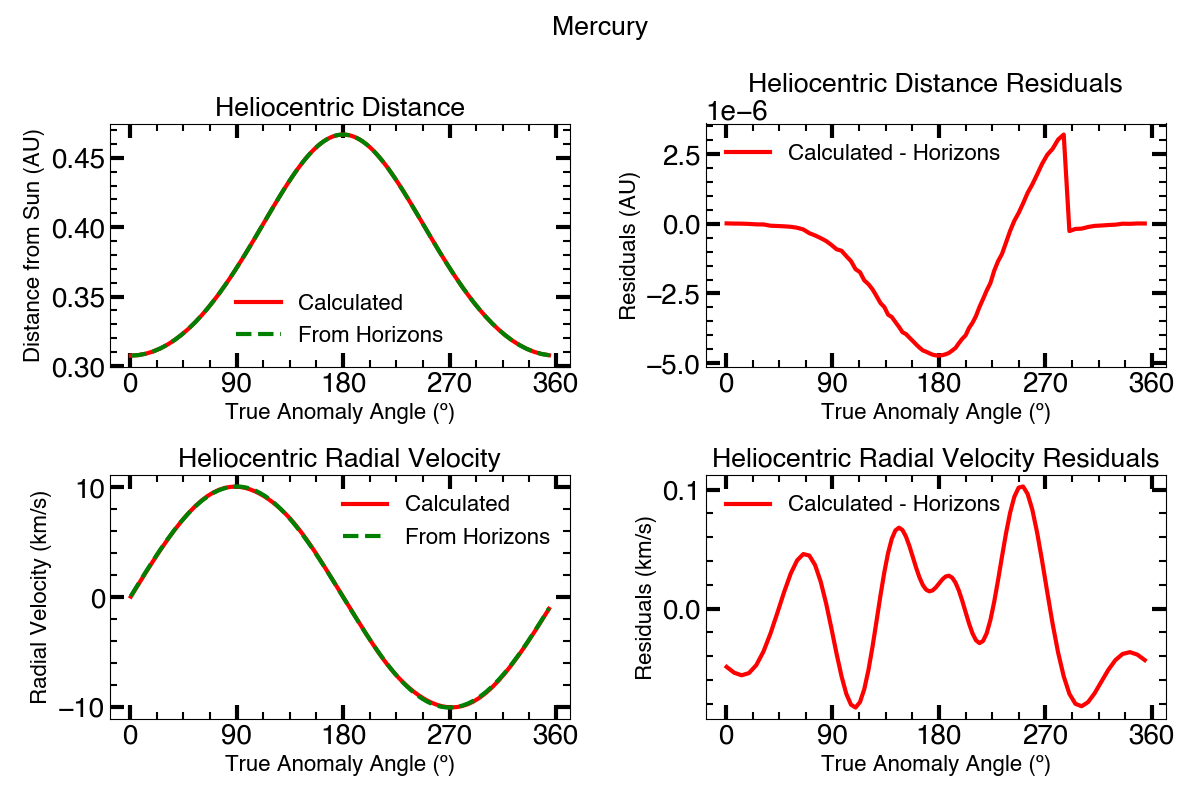 Mercury
Heliocentric Distance
Distance from Sun (AU)
0.45
0.40
0.35
0.30
Calculated
From Horizons
0 90 180 270 360
True Anomaly Angle (º)
Heliocentric Distance Residuals
1e−6
Residuals (AU)
2.5
0.0
−2.5
−5.0
Calculated - Horizons
0 90 180 270 360
True Anomaly Angle (º)
Heliocentric Radial Velocity
Radial Velocity (km/s)
10
0
−10
Calculated
From Horizons
0 90 180 270 360
True Anomaly Angle (º)
Heliocentric Radial Velocity Residuals
Residuals (km/s)
0.1
0.0
Calculated - Horizons
0 90 180 270 360
True Anomaly Angle (º)